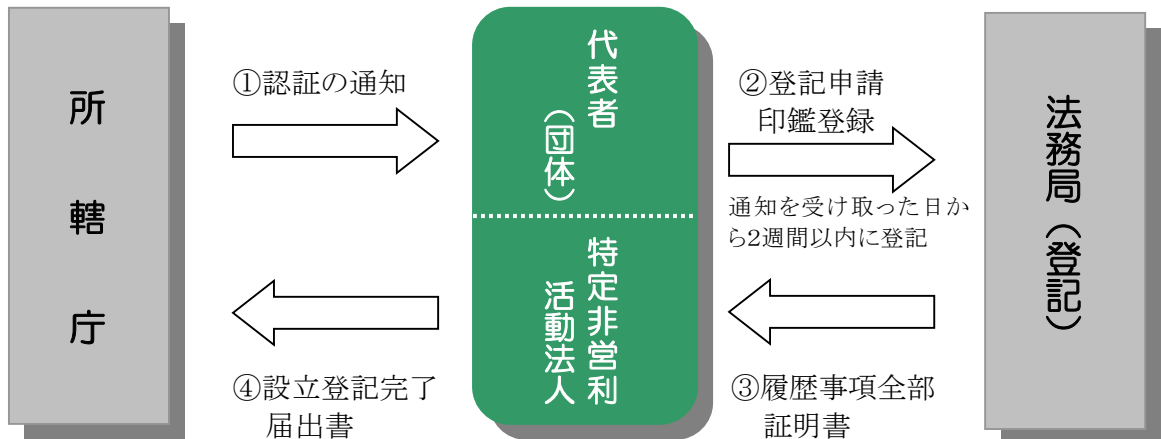 所轄庁
①認証の通知
代表者
（団体）
②登記申請
印鑑登録
通知を受け取った日か
ら2週間以内に登記
法務局（登記）
特定非営利
活動法人
④設立登記完了
届出書
③履歴事項全部
証明書